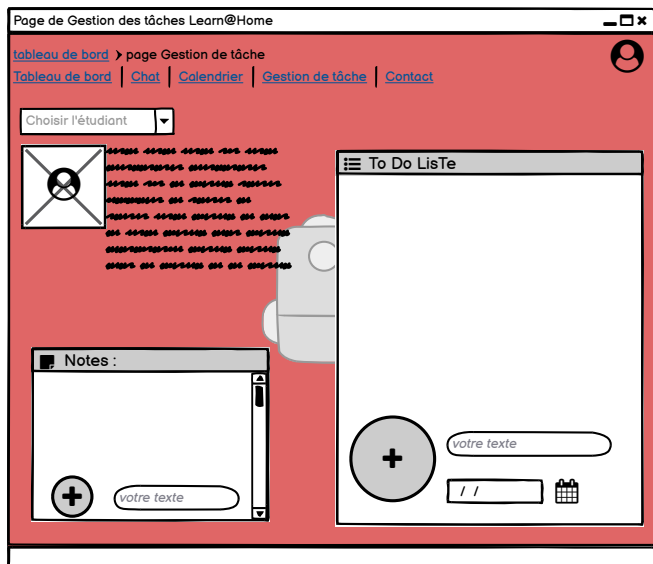 Page de Gestion des tâches Learn@Home
tableau de bord > page Gestion de tâche
Tableau de bord | Chat | Calendrier | Gestion de tâche | Contact
Choisir l'étudiant
To Do LisTe
Notes :
votre texte
/ /
votre texte